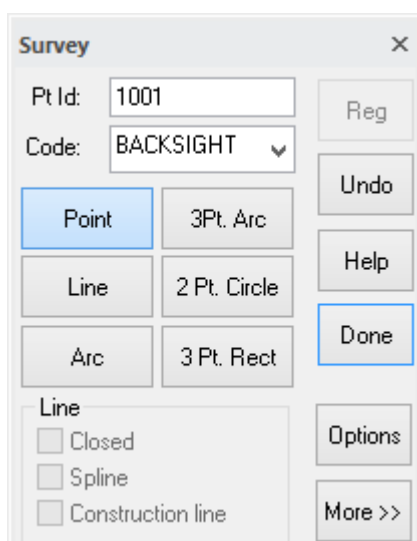 Survey
Pt Id: 1001
Reg
Code: BACKSIGHT
Undo
Point 3Pt. Arc
Help
Line 2 Pt. Circle
Done
Arc 3 Pt. Rect
Line
Closed
Options
Spline
Construction line
More >>